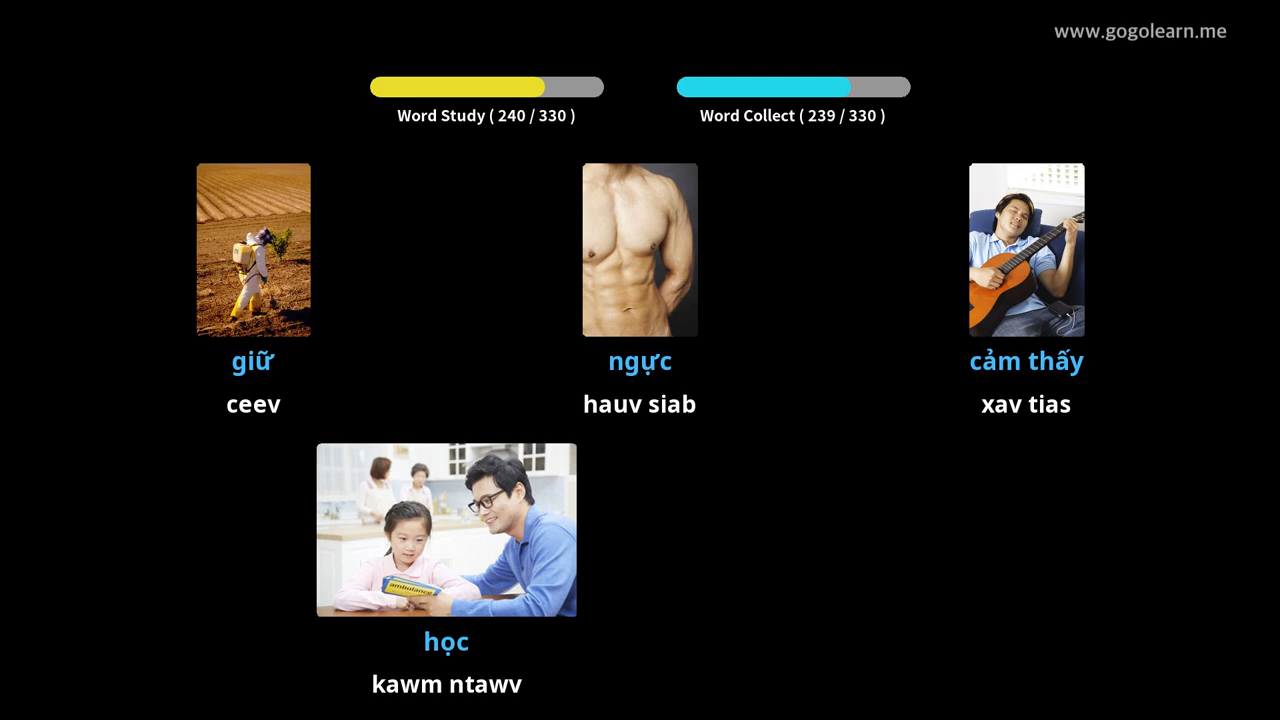 www.gogolearn.me
Word Study ( 240 / 330 )
Word Collect ( 239 / 330 )
giữ
ngực
cảm thấy
ceev
hauv siab
xav tias
ambulance
học
kawm ntawv